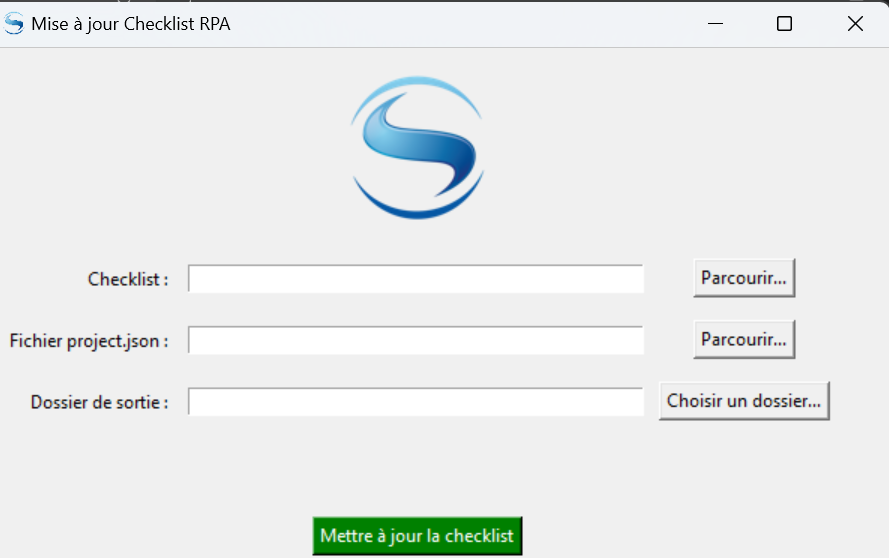 Mise à jour Checklist RPA
Checklist :
Parcourir...
Fichier project.json :
Parcourir...
Dossier de sortie :
Choisir un dossier...
Mettre à jour la checklist